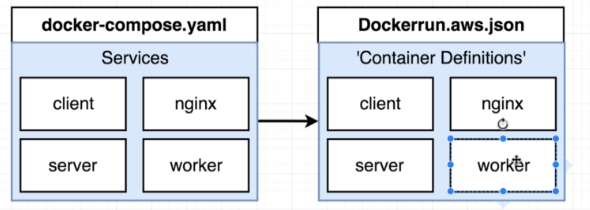 docker-compose.yaml
Services
client
nginx
server
worker
Dockerrun.aws.json
'Container Definitions'
client
nginx
server
worker